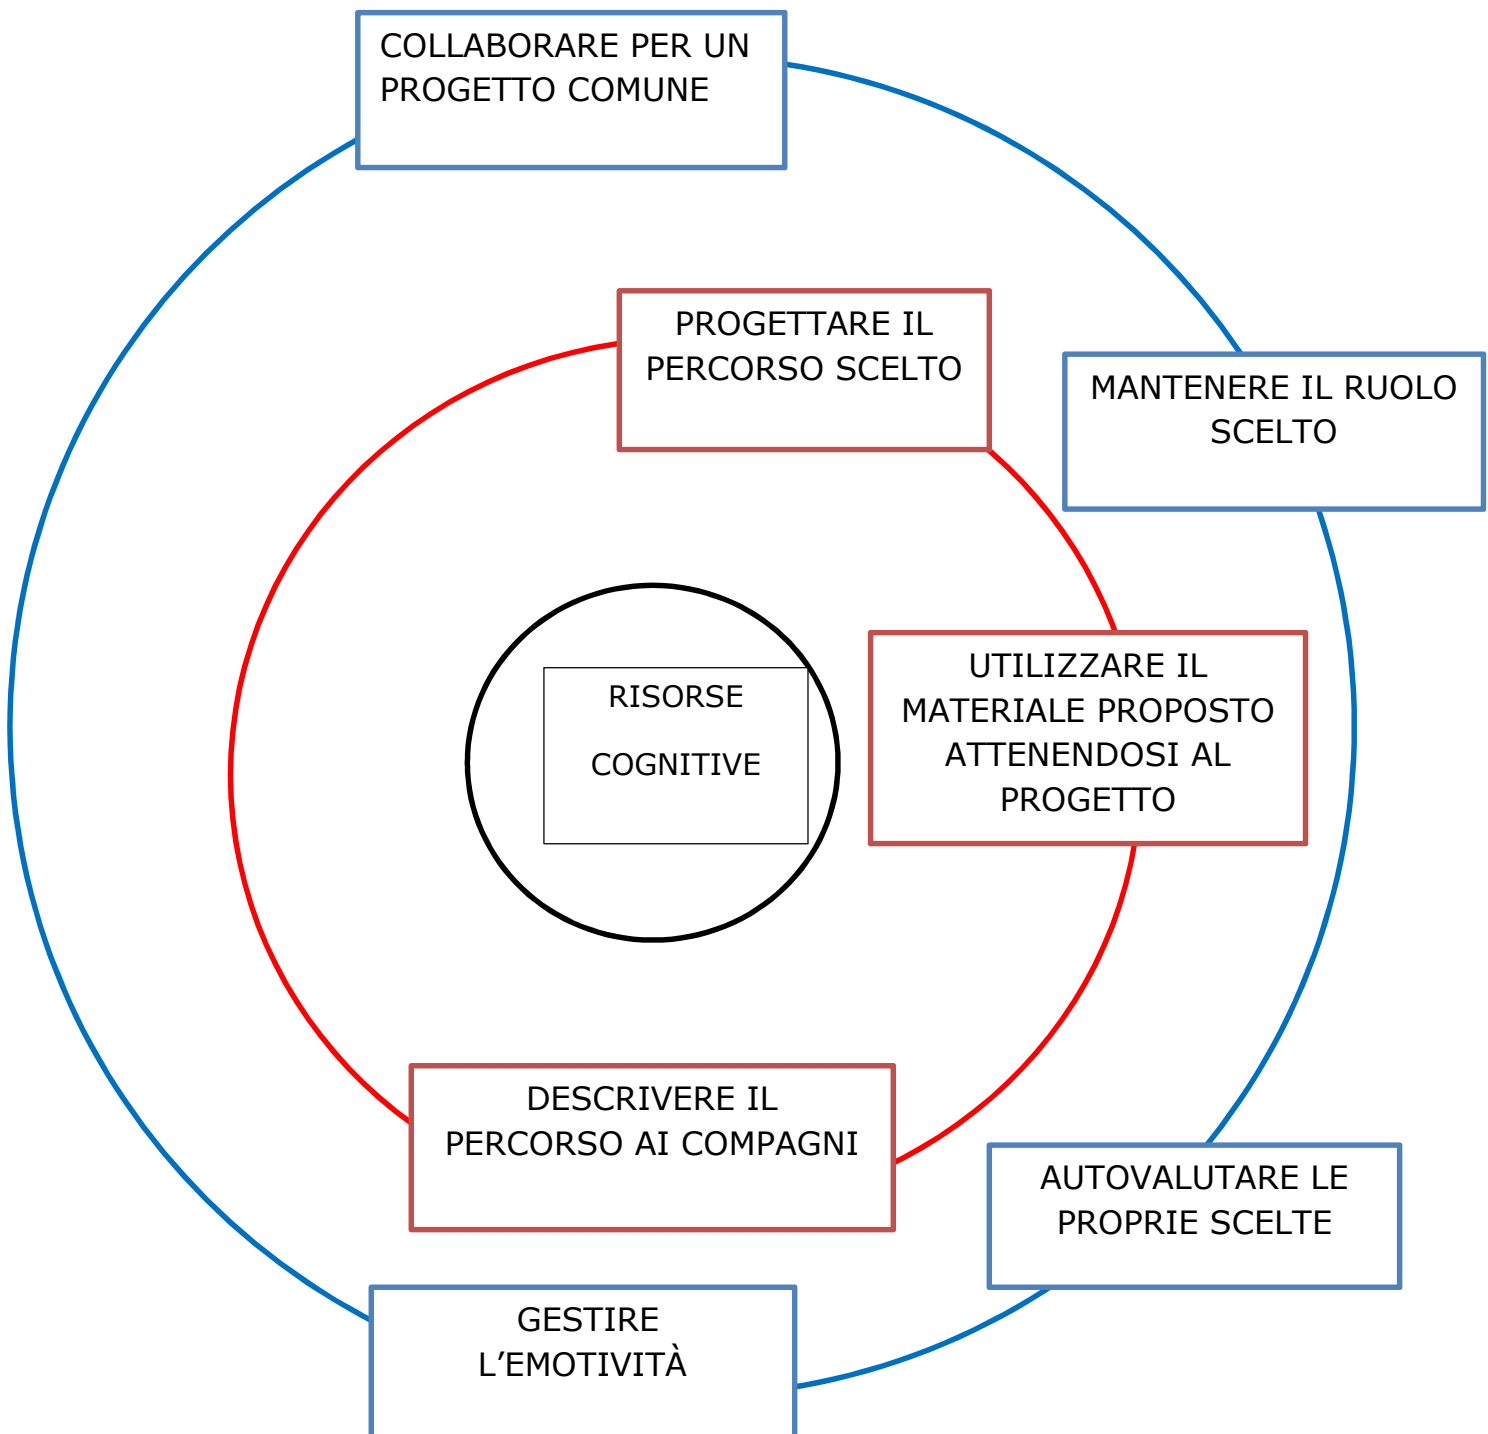 COLLABORARE PER UN
PROGETTO COMUNE
PROGETTARE IL
PERCORSO SCELTO
MANTENERE IL RUOLO
SCELTO
UTILIZZARE IL
MATERIALE PROPOSTO
ATTENENDOSI AL
PROGETTO
RISORSE
COGNITIVE
DESCRIVERE IL
PERCORSO AI COMPAGNI
AUTOVALUTARE LE
PROPRIE SCELTE
GESTIRE
L’EMOTIVITÀ